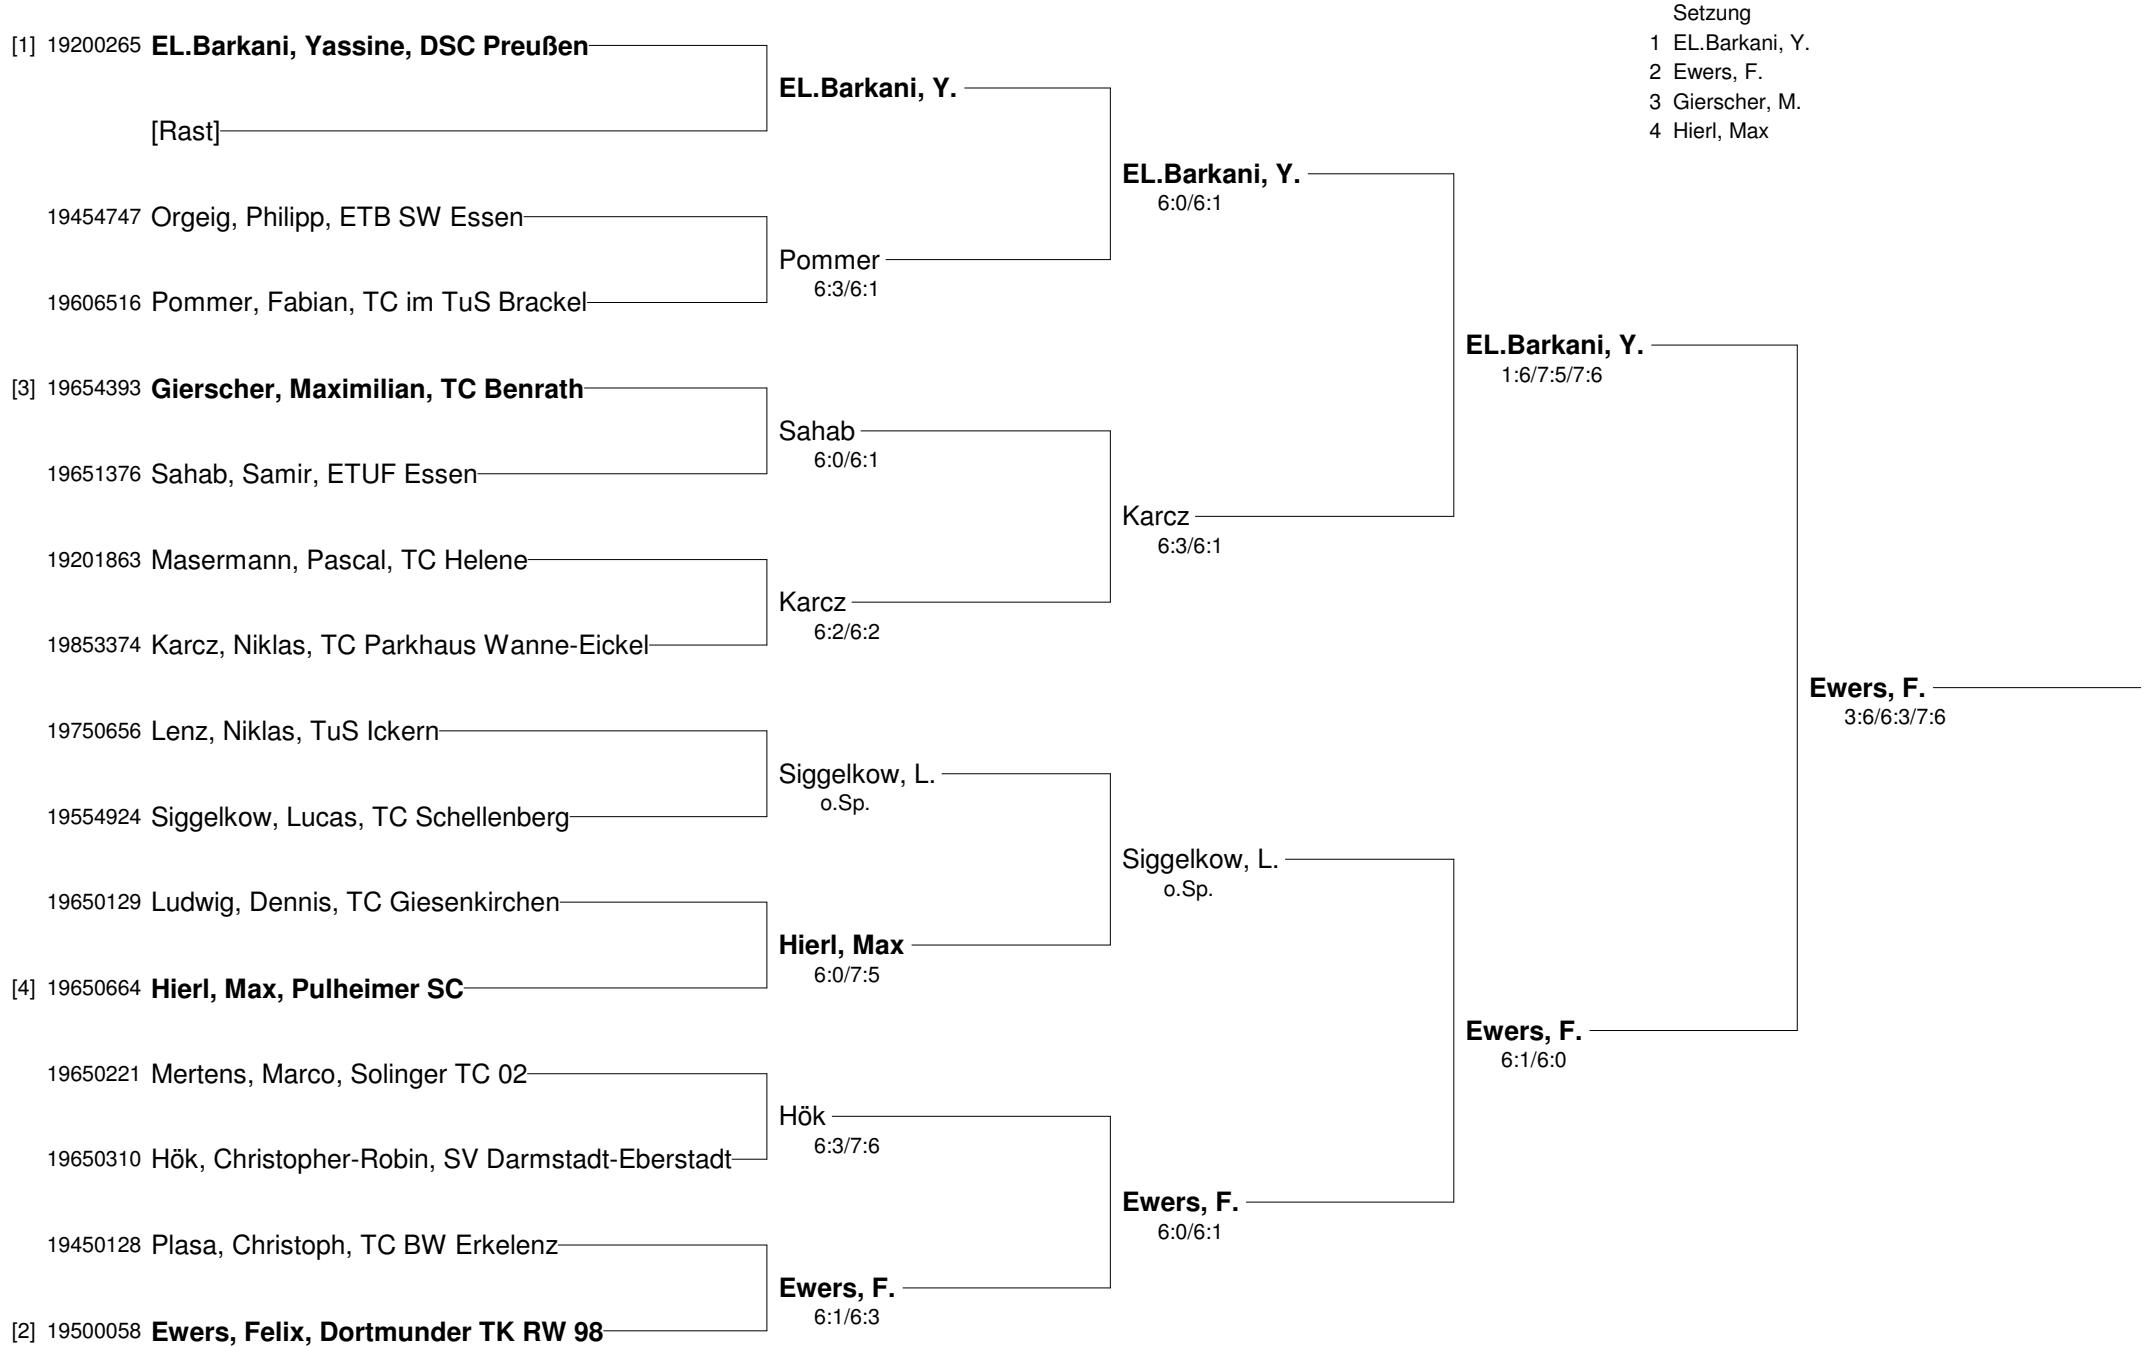 Setzung
1 EL.Barkani, Y.
2 Ewers, F.
3 Gierscher, M.
4 Hierl, Max
[1] 19200265 EL.Barkani, Yassine, DSC Preußen
[Rast]
19454747 Orgeig, Philipp, ETB SW Essen
19606516 Pommer, Fabian, TC im TuS Brackel
[3] 19654393 Gierscher, Maximilian, TC Benrath
19651376 Sahab, Samir, ETUF Essen
19201863 Masermann, Pascal, TC Helene
19853374 Karcz, Niklas, TC Parkhaus Wanne-Eickel
19750656 Lenz, Niklas, TuS Ickern
19554924 Siggelkow, Lucas, TC Schellenberg
19650129 Ludwig, Dennis, TC Giesenkirchen
[4] 19650664 Hierl, Max, Pulheimer SC
19650221 Mertens, Marco, Solinger TC 02
19650310 Hök, Christopher-Robin, SV Darmstadt-Eberstadt
19450128 Plasa, Christoph, TC BW Erkelenz
[2] 19500058 Ewers, Felix, Dortmunder TK RW 98
EL.Barkani, Y.
Pommer
6:3/6:1
Sahab
6:0/6:1
Karcz
6:2/6:2
Siggelkow, L.
o.Sp.
Hierl, Max
6:0/7:5
Hök
6:3/7:6
Ewers, F.
6:1/6:3
EL.Barkani, Y.
6:0/6:1
Karcz
6:3/6:1
Siggelkow, L.
o.Sp.
Ewers, F.
6:0/6:1
EL.Barkani, Y.
1:6/7:5/7:6
Ewers, F.
6:1/6:0
Ewers, F.
3:6/6:3/7:6